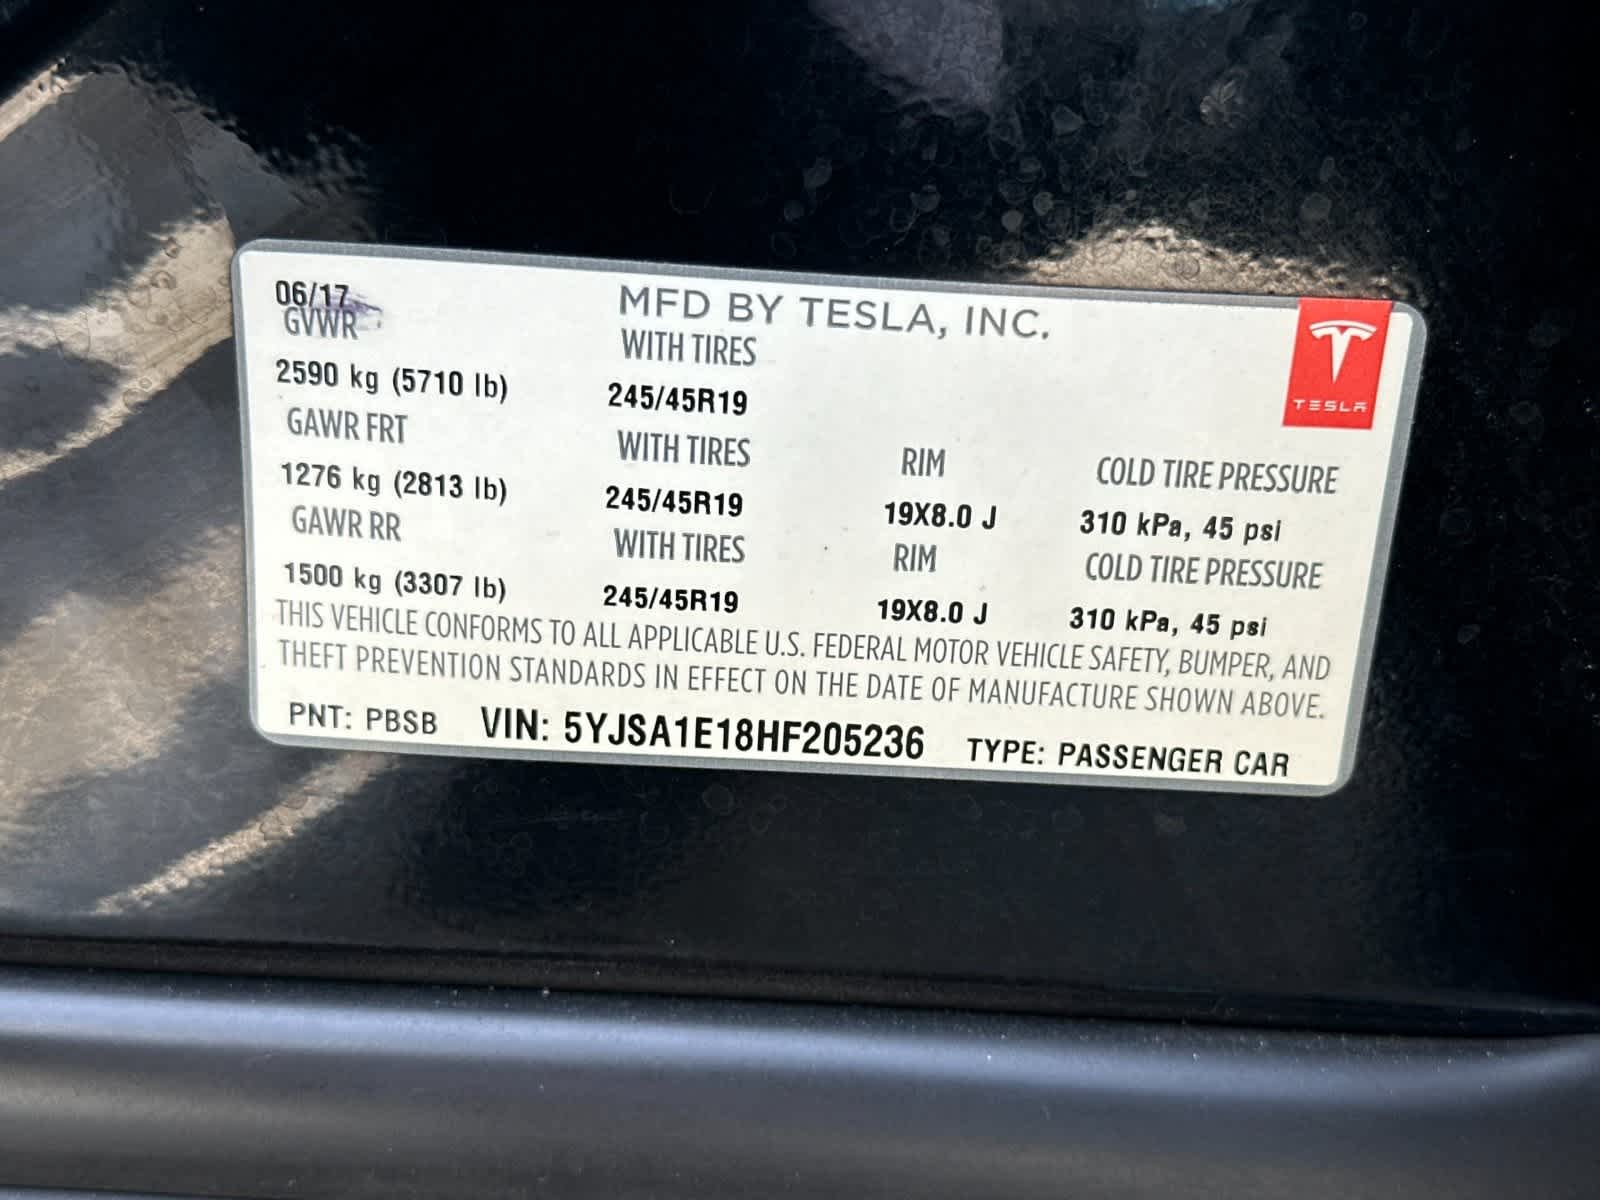 06/17 MFD BY TESLA, INC.
GVWR WITH TIRES
2590 kg (5710 lb) 245/45R19
TESLA
GAWR FRT WITH TIRES RIM COLD TIRE PRESSURE
1276 kg (2813 lb) 245/45R19 19X8.0 J 310 kPa, 45 psi
GAWR RR WITH TIRES RIM COLD TIRE PRESSURE
1500 kg (3307 lb) 245/45R19 19X8.0 J 310 kPa, 45 psi
THIS VEHICLE CONFORMS TO ALL APPLICABLE U.S. FEDERAL MOTOR VEHICLE SAFETY, BUMPER, AND
THEFT PREVENTION STANDARDS IN EFFECT ON THE DATE OF MANUFACTURE SHOWN ABOVE.
PNT: PBSB VIN: 5YJSA1E18HF205236 TYPE: PASSENGER CAR